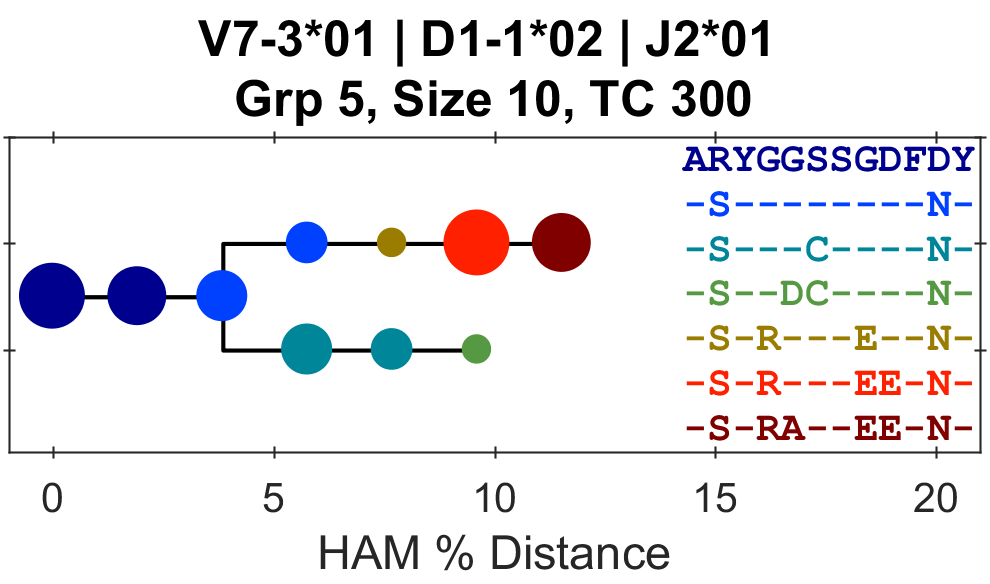 V7-3*01 | D1-1*02 | J2*01
Grp 5, Size 10, TC 300
ARYGGSSGDFDY
-S--------N-
-S---C----N-
-S--DC----N-
-S-R---E--N-
-S-R---EE-N-
-S-RA--EE-N-
0 5 10 15 20
HAM % Distance